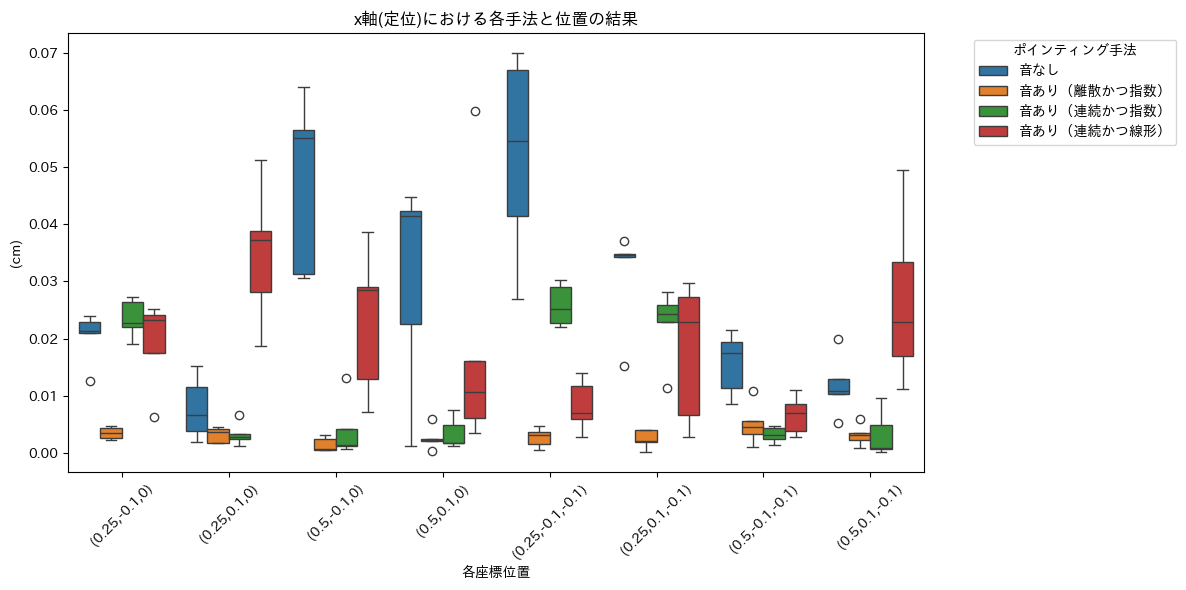 x軸(定位)における各手法と位置の結果
ポインティング手法
音なし
音あり（離散かつ指数）
音あり（連続かつ指数）
音あり（連続かつ線形）
(cm)
0.07
0.06
0.05
0.04
0.03
0.02
0.01
0.00
(0.25,-0.1,0)
(0.25,0.1,0)
(0.5,-0.1,0)
(0.5,0.1,0)
(0.25,-0.1,-0.1)
(0.25,0.1,-0.1)
(0.5,-0.1,-0.1)
(0.5,0.1,-0.1)
各座標位置